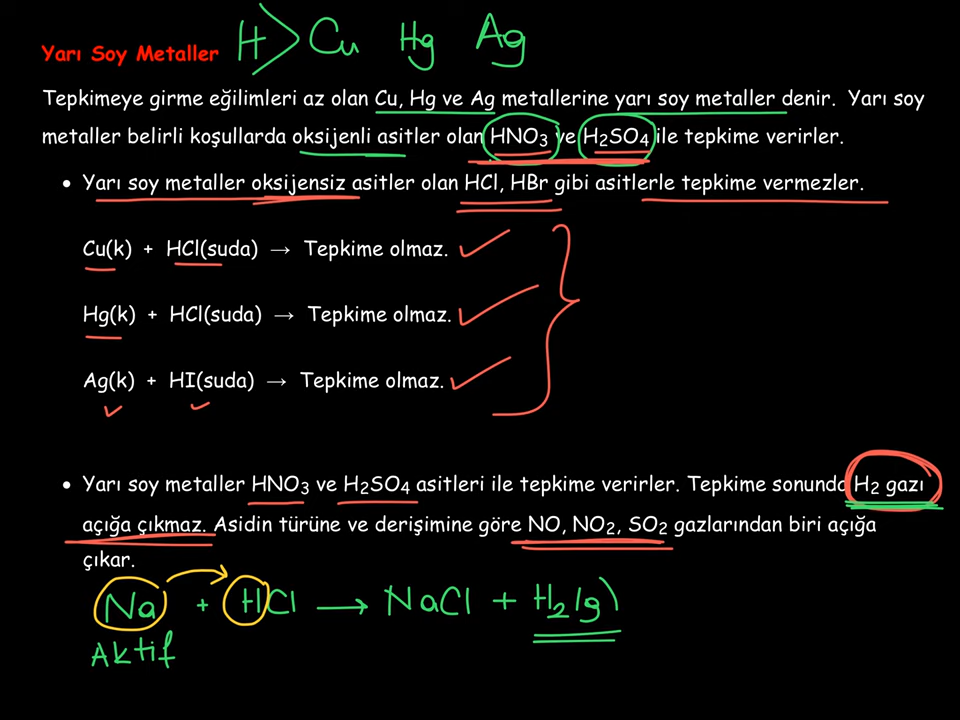 Yarı Soy Metaller H > Cu Hg Ag
Tepkimeye girme eğilimleri az olan Cu, Hg ve Ag metallerine yarı soy metaller denir. Yarı soy
metaller belirli koşullarda oksijenli asitler olan HNO₃ ve H₂SO₄ ile tepkime verirler.
• Yarı soy metaller oksijensiz asitler olan HCl, HBr gibi asitlerle tepkime vermezler.
Cu(k) + HCl(suda) → Tepkime olmaz.
Hg(k) + HCl(suda) → Tepkime olmaz.
Ag(k) + HI(suda) → Tepkime olmaz.
• Yarı soy metaller HNO₃ ve H₂SO₄ asitleri ile tepkime verirler. Tepkime sonunda H₂ gazı
açığa çıkmaz. Asidin türüne ve derişimine göre NO, NO₂, SO₂ gazlarından biri açığa
çıkar.
Na + HCl → NaCl + H₂(g)
Aktif